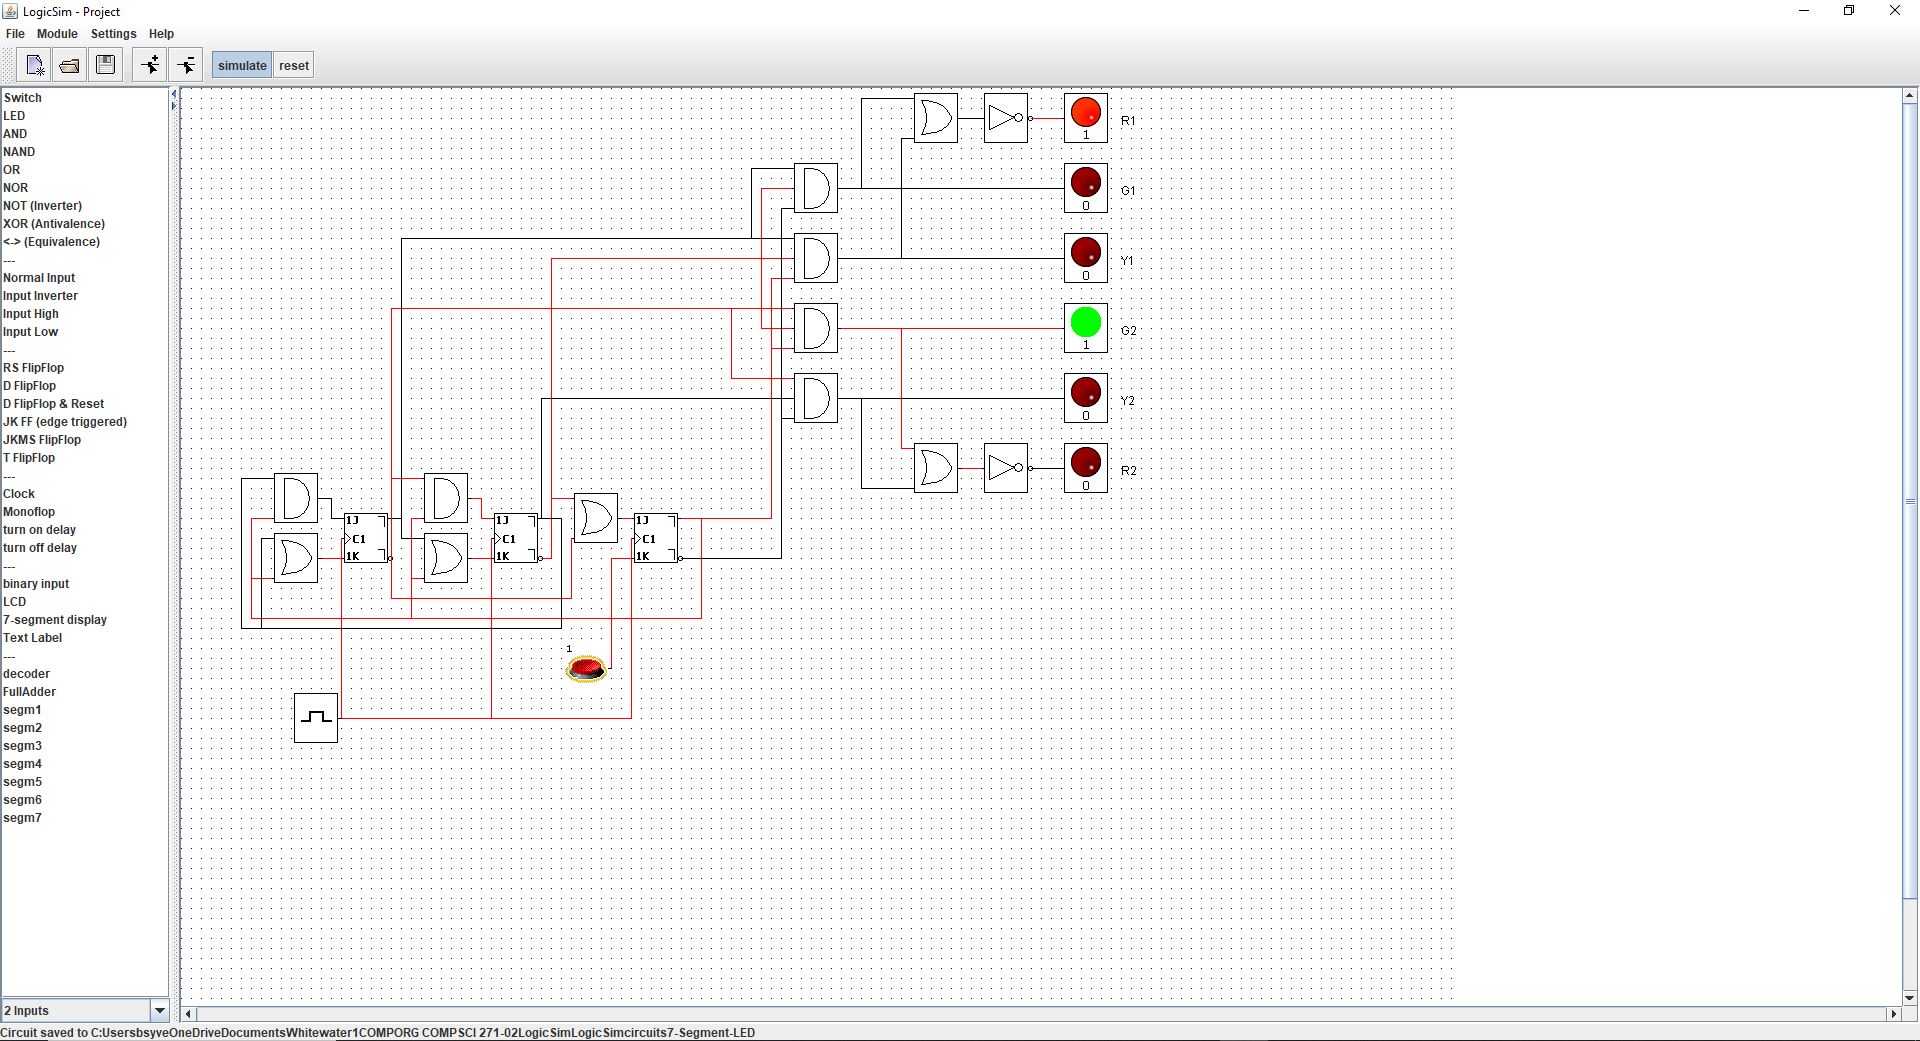 LogicSim - Project
File Module Settings Help
simulate reset
Switch
LED
AND
NAND
OR
NOR
NOT (Inverter)
XOR (Antivalence)
<-> (Equivalence)
---
Normal Input
Input Inverter
Input High
Input Low
---
RS FlipFlop
D FlipFlop
D FlipFlop & Reset
JK FF (edge triggered)
JKMS FlipFlop
T FlipFlop
---
Clock
Monoflop
turn on delay
turn off delay
---
binary input
LCD
7-segment display
Text Label
---
decoder
FullAdder
segm1
segm2
segm3
segm4
segm5
segm6
segm7
2 Inputs
R1
1
G1
0
Y1
0
G2
1
Y2
0
R2
0
1J 1J 1J
C1 C1 C1
1K 1K 1K
1
Circuit saved to C:UsersbsyveOneDriveDocumentsWhitewater1COMPORG COMPSCI 271-02LogicSimLogicSimcircuits7-Segment-LED